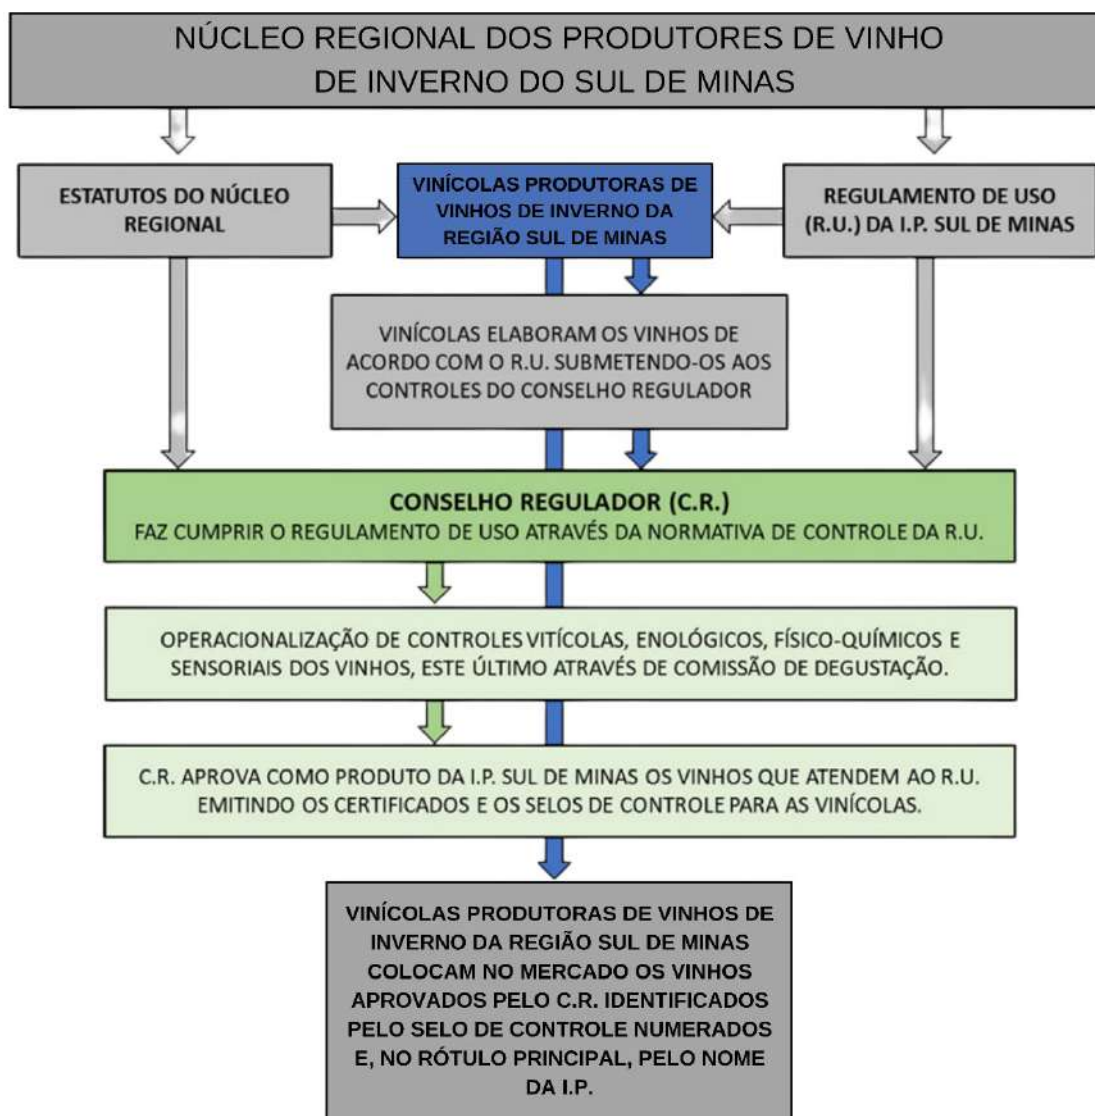 NÚCLEO REGIONAL DOS PRODUTORES DE VINHO
DE INVERNO DO SUL DE MINAS
ESTATUTOS DO NÚCLEO
REGIONAL
VINÍCOLAS PRODUTORAS DE
VINHOS DE INVERNO DA
REGIÃO SUL DE MINAS
REGULAMENTO DE USO
(R.U.) DA I.P. SUL DE MINAS
VINÍCOLAS ELABORAM OS VINHOS DE
ACORDO COM O R.U. SUBMETENDO-OS AOS
CONTROLES DO CONSELHO REGULADOR
CONSELHO REGULADOR (C.R.)
FAZ CUMPRIR O REGULAMENTO DE USO ATRAVÉS DA NORMATIVA DE CONTROLE DA R.U.
OPERACIONALIZAÇÃO DE CONTROLES VITÍCOLAS, ENOLÓGICOS, FÍSICO-QUÍMICOS E
SENSORIAIS DOS VINHOS, ESTE ÚLTIMO ATRAVÉS DE COMISSÃO DE DEGUSTAÇÃO.
C.R. APROVA COMO PRODUTO DA I.P. SUL DE MINAS OS VINHOS QUE ATENDEM AO R.U.
EMITINDO OS CERTIFICADOS E OS SELOS DE CONTROLE PARA AS VINÍCOLAS.
VINÍCOLAS PRODUTORAS DE VINHOS DE
INVERNO DA REGIÃO SUL DE MINAS
COLOCAM NO MERCADO OS VINHOS
APROVADOS PELO C.R. IDENTIFICADOS
PELO SELO DE CONTROLE NUMERADOS
E, NO RÓTULO PRINCIPAL, PELO NOME
DA I.P.